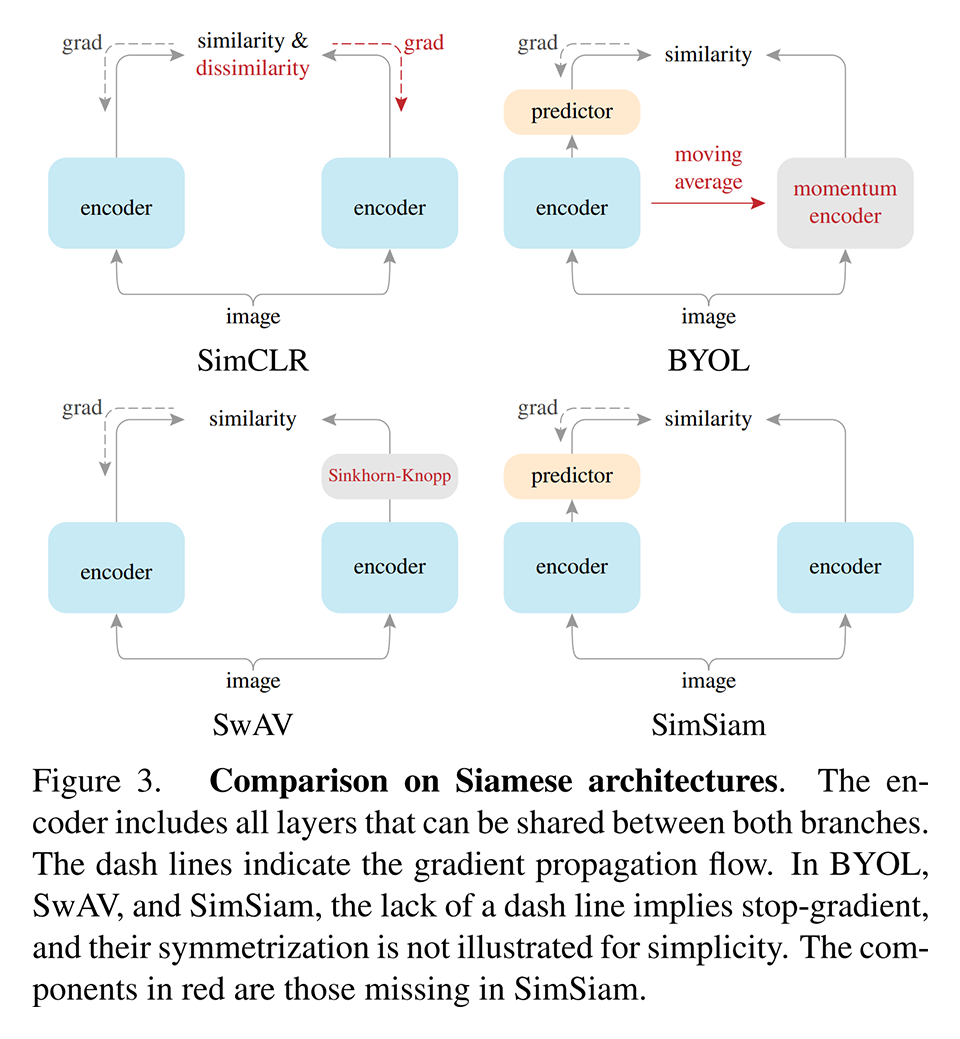 grad
similarity &
dissimilarity
grad
encoder
encoder
image
SimCLR
grad
similarity
predictor
moving
average
encoder
momentum
encoder
image
BYOL
grad
similarity
Sinkhorn-Knopp
encoder
encoder
image
SwAV
grad
similarity
predictor
encoder
encoder
image
SimSiam
Figure 3. Comparison on Siamese architectures. The en-
coder includes all layers that can be shared between both branches.
The dash lines indicate the gradient propagation flow. In BYOL,
SwAV, and SimSiam, the lack of a dash line implies stop-gradient,
and their symmetrization is not illustrated for simplicity. The com-
ponents in red are those missing in SimSiam.